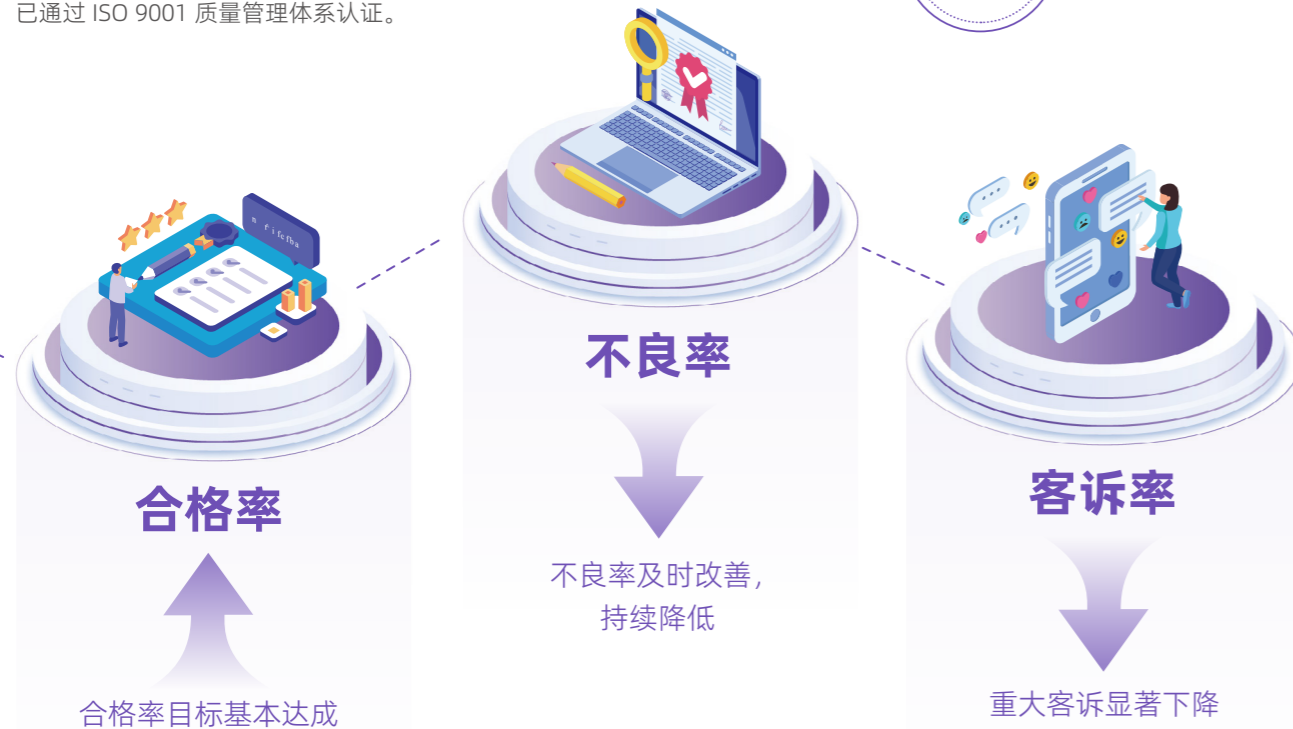 已通过 ISO 9001 质量管理体系认证。
合格率
合格率目标基本达成
不良率
不良率及时改善，
持续降低
客诉率
重大客诉显著下降